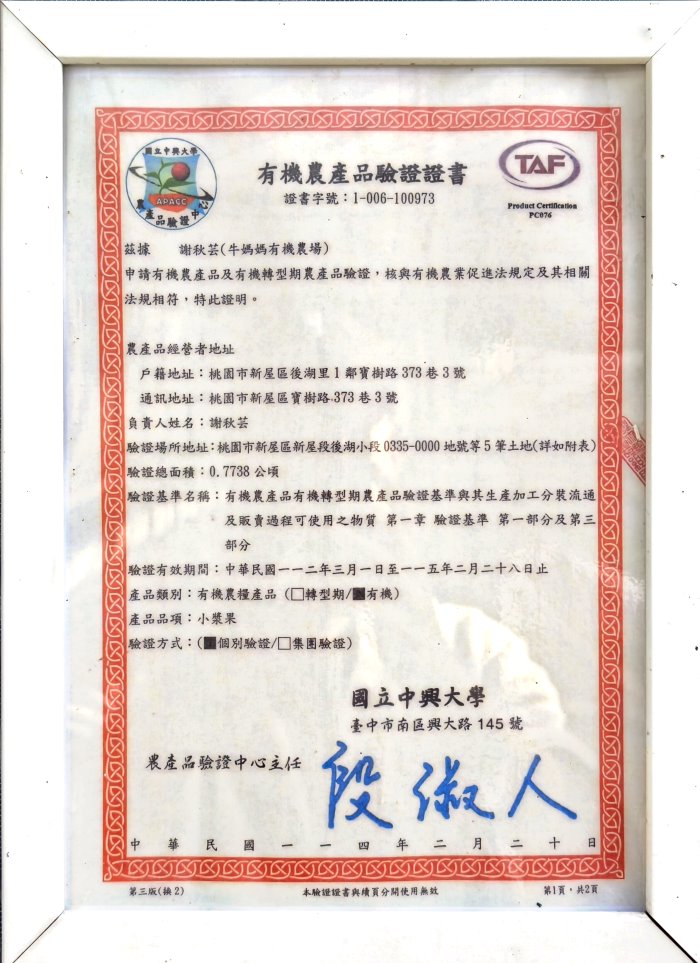 國立中興大學
APACC
農產品驗證中心
有機農產品驗證證書
證書字號：1-006-100973
TAF
Product Certification
PC076
茲據 謝秋芸(牛媽媽有機農場)
申請有機農產品及有機轉型期農產品驗證，核與有機農業促進法規定及其相關
法規相符，特此證明。
農產品經營者地址
戶籍地址：桃園市新屋區後湖里1鄰寶樹路373巷3號
通訊地址：桃園市新屋區寶樹路373巷3號
負責人姓名：謝秋芸
驗證場所地址：桃園市新屋區新屋段後湖小段0335-0000地號等5筆土地(詳如附表)
驗證總面積：0.7738公頃
驗證基準名稱：有機農產品有機轉型期農產品驗證基準與其生產加工分裝流通
及販賣過程可使用之物質 第一章 驗證基準 第一部分及第三
部分
驗證有效期間：中華民國一一二年三月一日至一一五年二月二十八日止
產品類別：有機農糧產品（□轉型期/■有機）
產品品項：小漿果
驗證方式：(■個別驗證/□集團驗證)
國立中興大學
臺中市南區興大路145號
農產品驗證中心主任 段淑人
中華民國一一四年二月二十日
第三版(換2)
本驗證證書與續頁分開使用無效
第1頁，共2頁